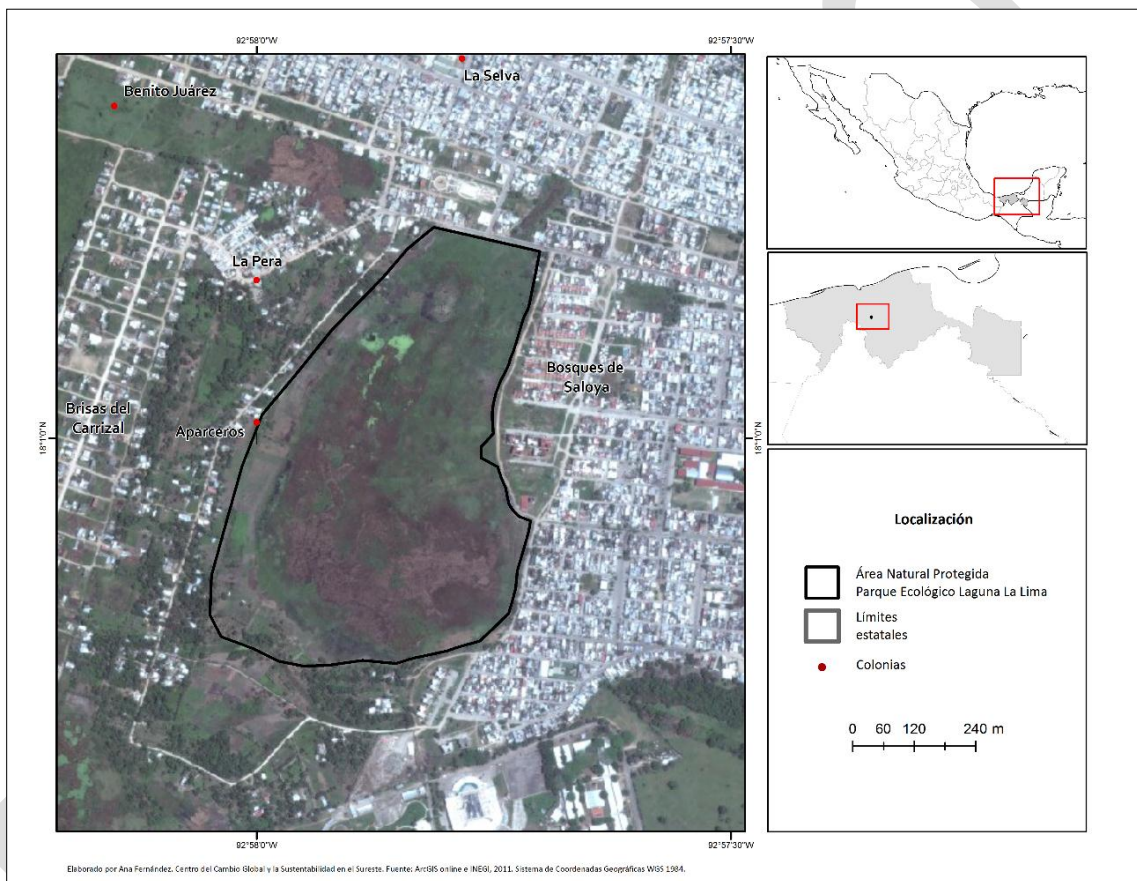 92°58'0"W
92°57'30"W
La Selva
Benito Juárez
La Pera
Bosques de
Saloya
Brisas del
Carrizal
Aparceros
18°1'0"N
18°1'0"N
92°58'0"W
92°57'30"W
Localización
Área Natural Protegida
Parque Ecológico Laguna La Lima
Límites
estatales
Colonias
0 60 120 240 m
Elaborado por Ana Fernández. Centro del Cambio Global y la Sustentabilidad en el Sureste. Fuente: ArcGIS online e INEGI, 2011. Sistema de Coordenadas Geográficas WGS 1984.